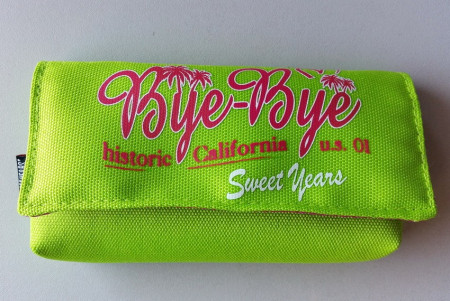 Bye-Bye
historic California u.s. 01
Sweet Years